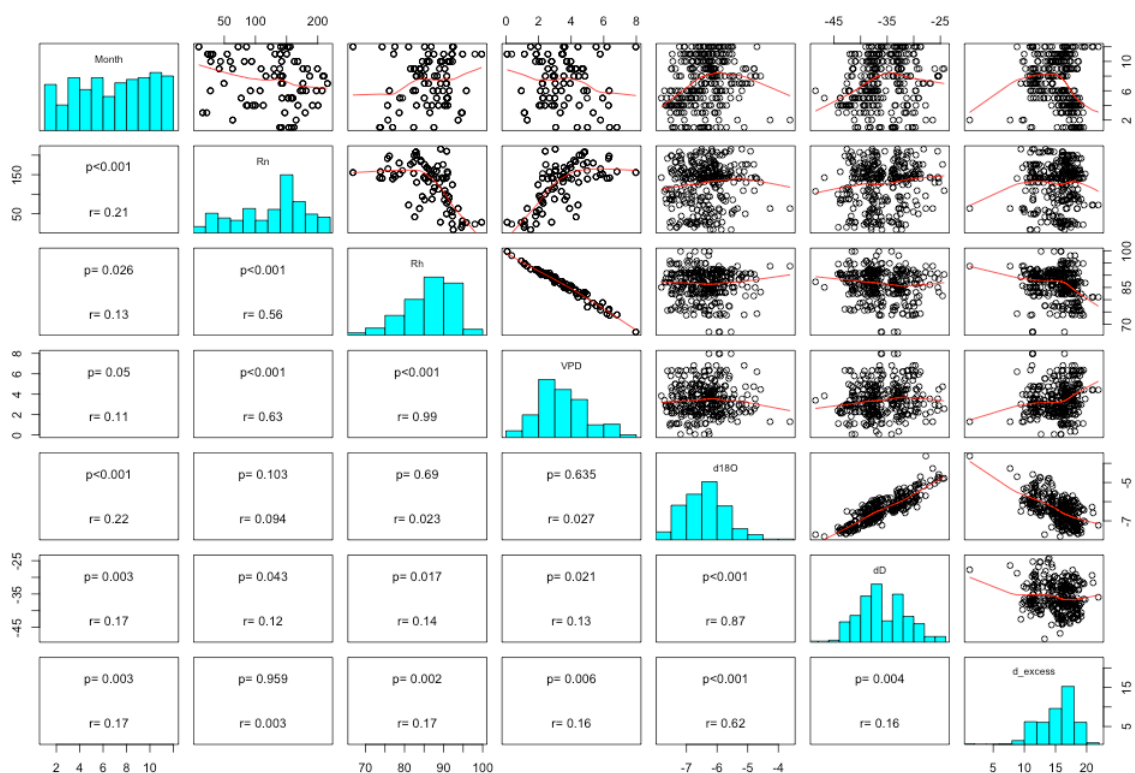 50 150 200
0 2 4 6 8
-45 -35 -25
Month
2 6 10
p<0.001
r= 0.21
Rn
50 150
p= 0.026
r= 0.13
p<0.001
r= 0.56
Rh
70 85 100
0 2 4 6 8
p= 0.05
r= 0.11
p<0.001
r= 0.63
p<0.001
r= 0.99
VPD
p<0.001
r= 0.22
p= 0.103
r= 0.094
p= 0.69
r= 0.023
p= 0.635
r= 0.027
d18O
-7 -5
-45 -35 -25
p= 0.003
r= 0.17
p= 0.043
r= 0.12
p= 0.017
r= 0.14
p= 0.021
r= 0.13
p<0.001
r= 0.87
dD
p= 0.003
r= 0.17
p= 0.959
r= 0.003
p= 0.002
r= 0.17
p= 0.006
r= 0.16
p<0.001
r= 0.62
p= 0.004
r= 0.16
d_excess
5 10 15
2 4 6 8 10
70 80 90 100
-7 -6 -5 -4
5 10 15 20